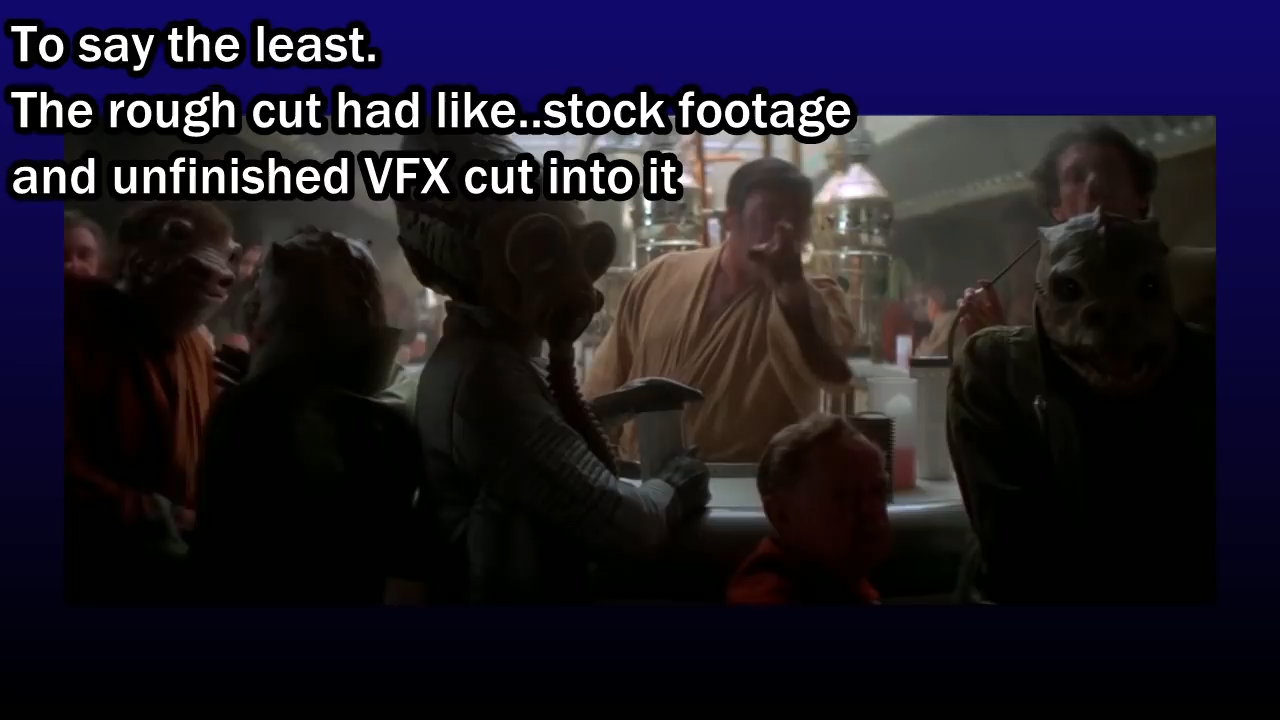 To say the least.
The rough cut had like..stock footage
and unfinished VFX cut into it